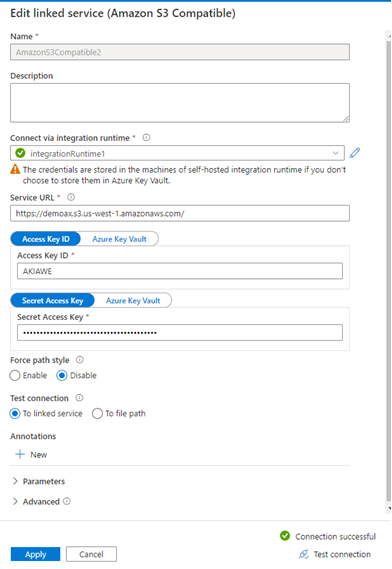 Edit linked service (Amazon S3 Compatible)
Name *
AmazonS3Compatible2
Description
Connect via integration runtime *
integrationRuntime1
The credentials are stored in the machines of self-hosted integration runtime if you don't
choose to store them in Azure Key Vault.
Service URL *
https://demoax.s3.us-west-1.amazonaws.com/
Access Key ID Azure Key Vault
Access Key ID *
AKIAWE
Secret Access Key Azure Key Vault
Secret Access Key *
••••••••••••••••••••••••••••••••••••••••
Force path style
Enable Disable
Test connection
To linked service To file path
Annotations
+ New
> Parameters
> Advanced
Connection successful
Apply Cancel Test connection